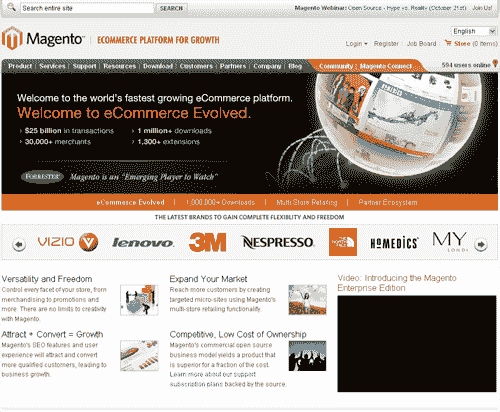 Search entire site
SEARCH
Magento Webinar: Open Source - Hype vs. Reality (October 21st)
Join Us!
English
Magento
ECOMMERCE PLATFORM FOR GROWTH
Login
Register
Job Board
Store (0 items)
Product
Services
Support
Resources
Download
Customers
Partners
Company
Blog
Community
Magento Connect
594 users online
Welcome to the world's fastest growing eCommerce platform.
Welcome to eCommerce Evolved.
› $25 billion in transactions
› 1 million+ downloads
› 30,000+ merchants
› 1,300+ extensions
FORRESTER
Magento is an "Emerging Player to Watch"
eCommerce Evolved
1,000,000+ Downloads
Multi-Store Retailing
Partner Ecosystem
THE LATEST BRANDS TO GAIN COMPLETE FLEXIBLITY AND FREEDOM
VIZIO
V
lenovo
3M
NESPRESSO
HOMEDICS
MY
Versatility and Freedom
Control every facet of your store, from
merchandising to promotions and
more. There are no limits to creativity
with Magento.
Expand Your Market
Reach more customers by creating
targeted micro-sites using Magento's
multi-store retailing functionality.
Video: Introducing the Magento
Enterprise Edition
Attract + Convert = Growth
Magento's SEO features and user
experience will attract and convert
more qualified customers, leading to
business growth.
Competitive, Low Cost of Ownership
Magento's commercial open source
business model yields a product that
is superior for a fraction of the cost.
Learn more about our support
subscription plans backed by the source.